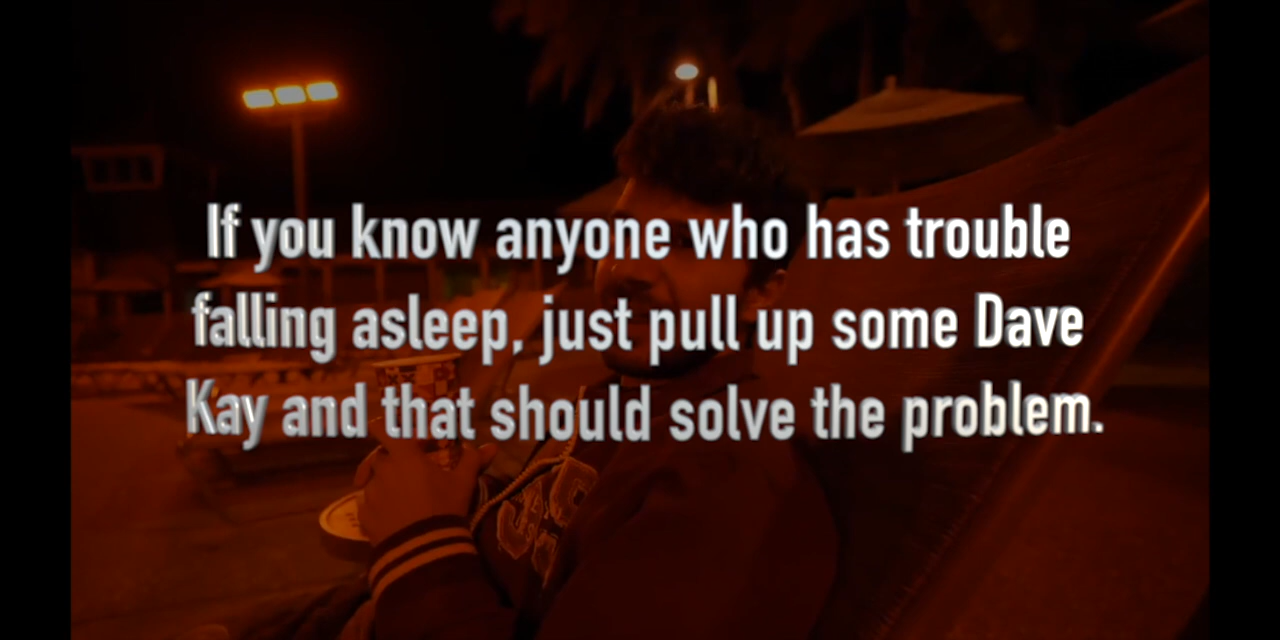 If you know anyone who has trouble
falling asleep, just pull up some Dave
Kay and that should solve the problem.